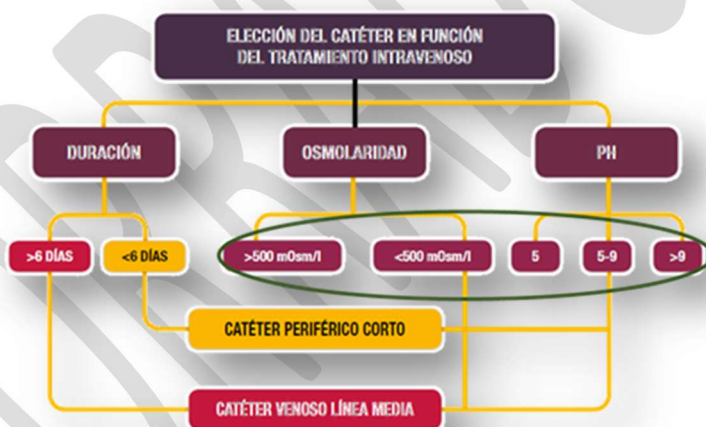 ELECCIÓN DEL CATÉTER EN FUNCIÓN
DEL TRATAMIENTO INTRAVENOSO
DURACIÓN
OSMOLARIDAD
PH
>6 DÍAS
<6 DÍAS
>500 mOsm/l
<500 mOsm/l
5
5-9
>9
CATÉTER PERIFÉRICO CORTO
CATÉTER VENOSO LÍNEA MEDIA